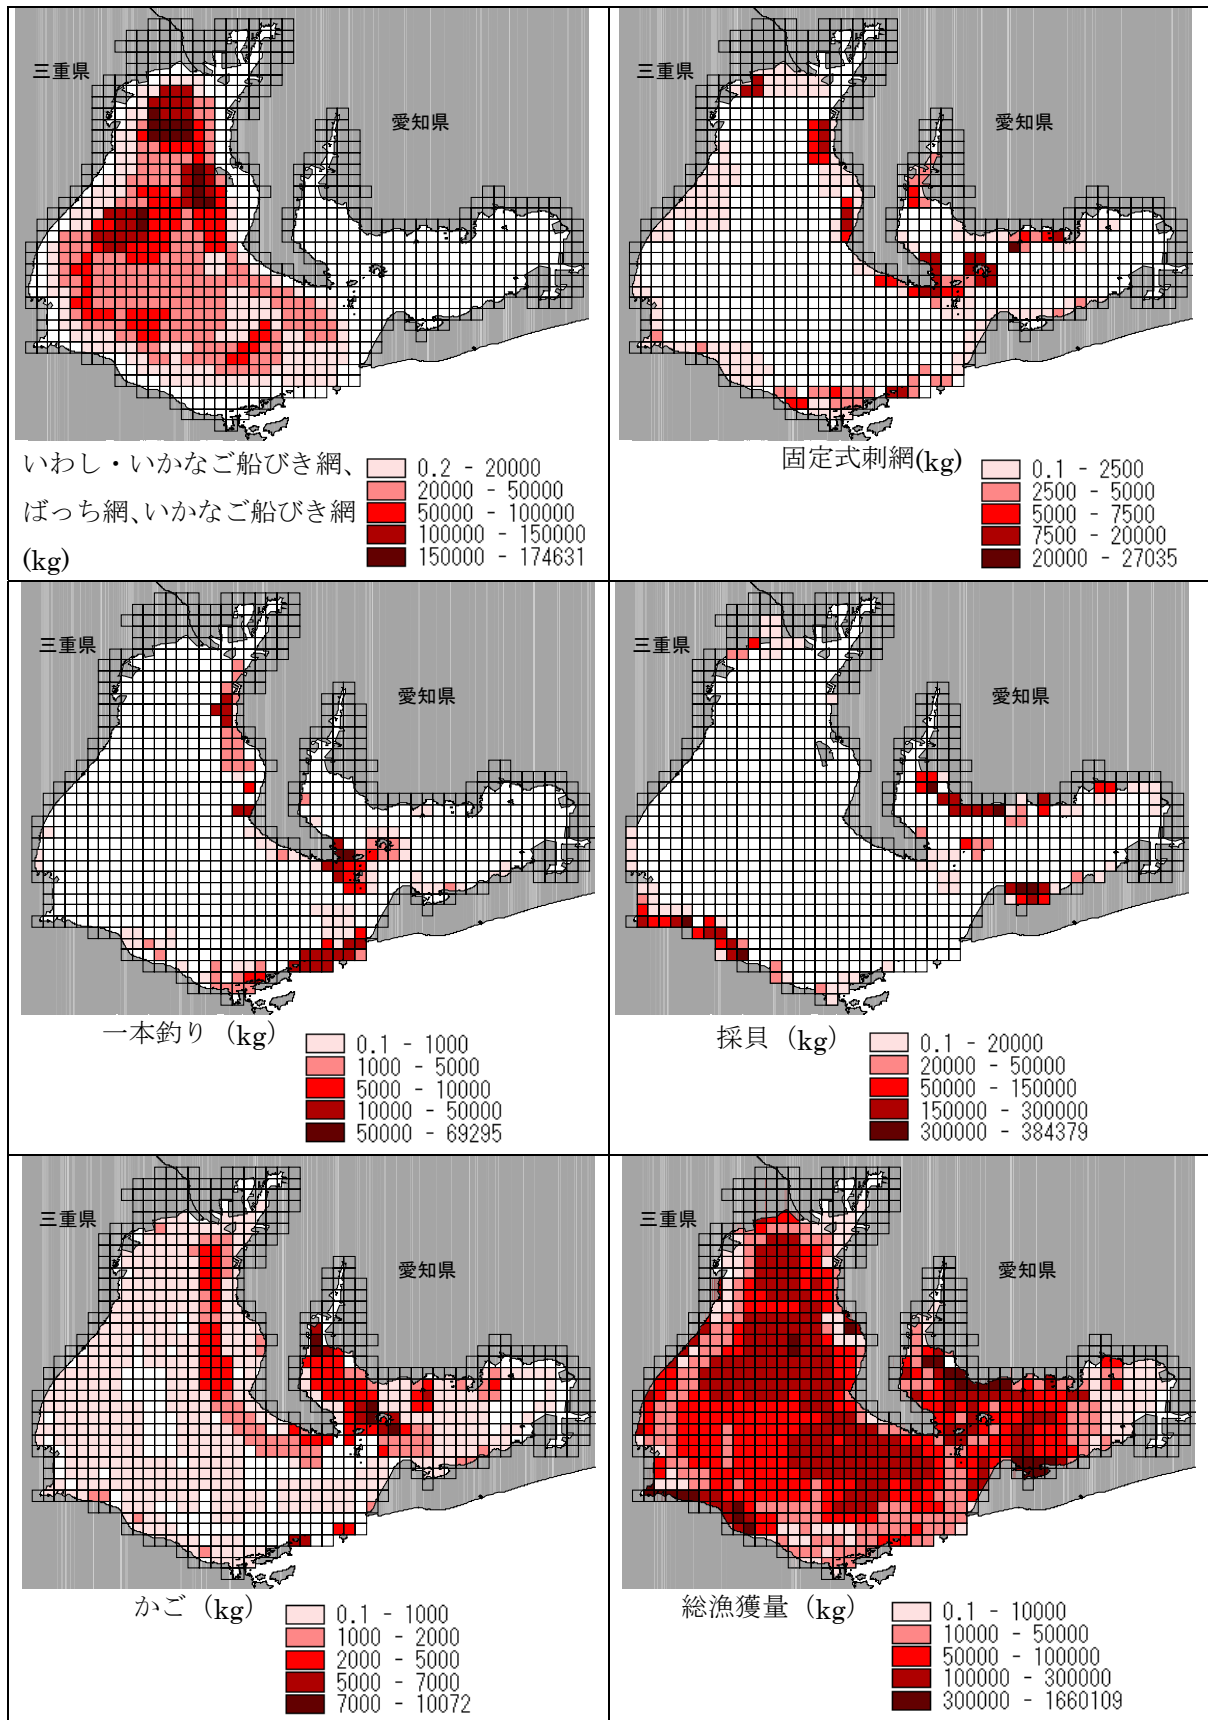 三重県
愛知県
いわし・いかなご船びき網、
ばっち網、いかなご船びき網
(kg)
0.2 - 20000
20000 - 50000
50000 - 100000
100000 - 150000
150000 - 174631
三重県
愛知県
固定式刺網(kg)
0.1 - 2500
2500 - 5000
5000 - 7500
7500 - 20000
20000 - 27035
三重県
愛知県
一本釣り（kg）
0.1 - 1000
1000 - 5000
5000 - 10000
10000 - 50000
50000 - 69295
三重県
愛知県
採貝（kg）
0.1 - 20000
20000 - 50000
50000 - 150000
150000 - 300000
300000 - 384379
三重県
愛知県
かご（kg）
0.1 - 1000
1000 - 2000
2000 - 5000
5000 - 7000
7000 - 10072
三重県
愛知県
総漁獲量（kg）
0.1 - 10000
10000 - 50000
50000 - 100000
100000 - 300000
300000 - 1660109